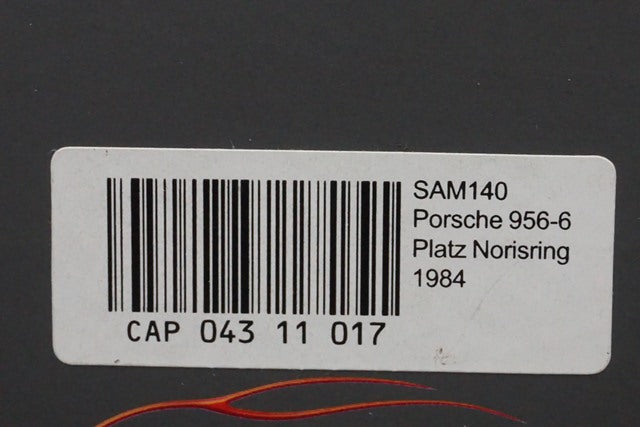 SAM140
Porsche 956-6
Platz Norisring
1984
CAP 043 11 017